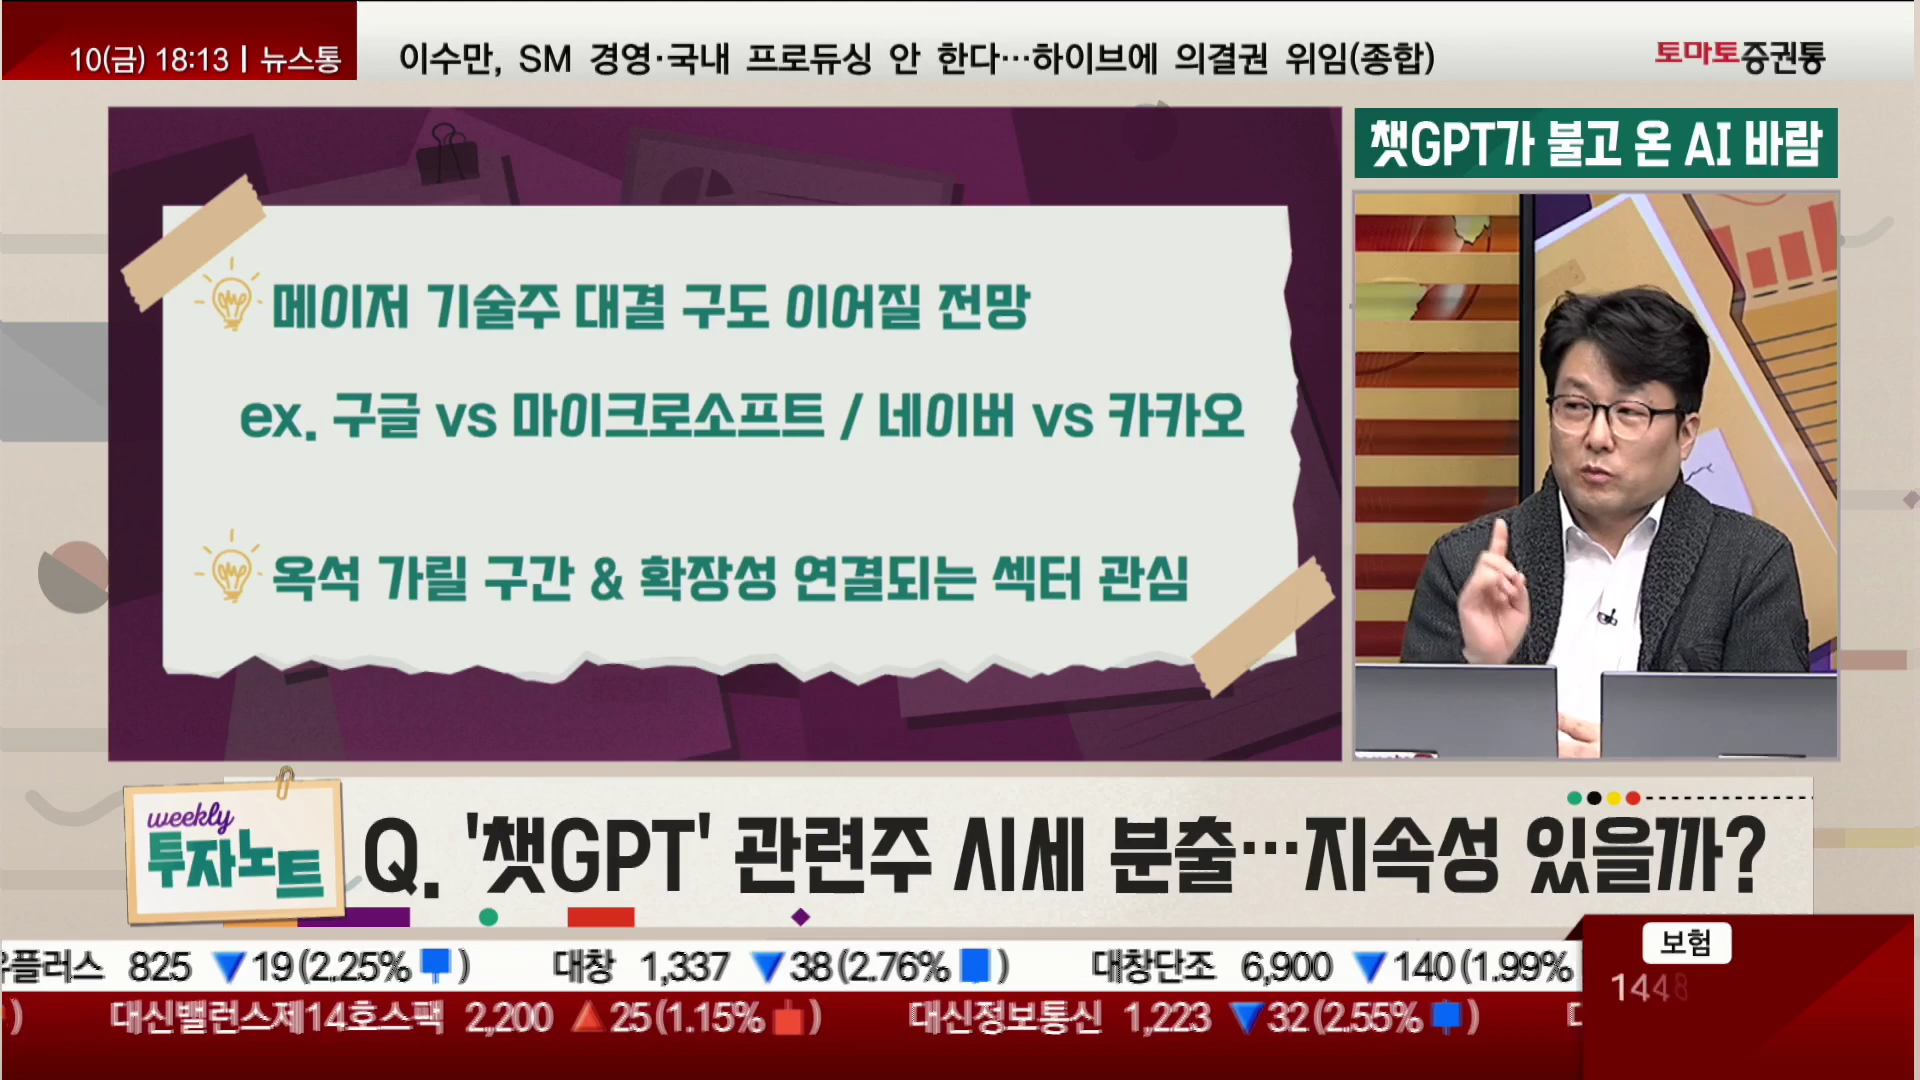 10(금) 18:13 | 뉴스통
이수만, SM 경영·국내 프로듀싱 안 한다…하이브에 의결권 위임(종합)
토마토증권통
챗GPT가 불고 온 AI 바람
메이저 기술주 대결 구도 이어질 전망
ex. 구글 vs 마이크로소프트 / 네이버 vs 카카오
옥석 가릴 구간 & 확장성 연결되는 섹터 관심
weekly
투자노트
Q. '챗GPT' 관련주 시세 분출…지속성 있을까?
플러스 825 ▼19(2.25%) 대창 1,337 ▼38(2.76%) 대창단조 6,900 ▼140(1.99%
) 대신밸런스제14호스팩 2,200 ▲25(1.15%) 대신정보통신 1,223 ▼32(2.55%)
보험
1448